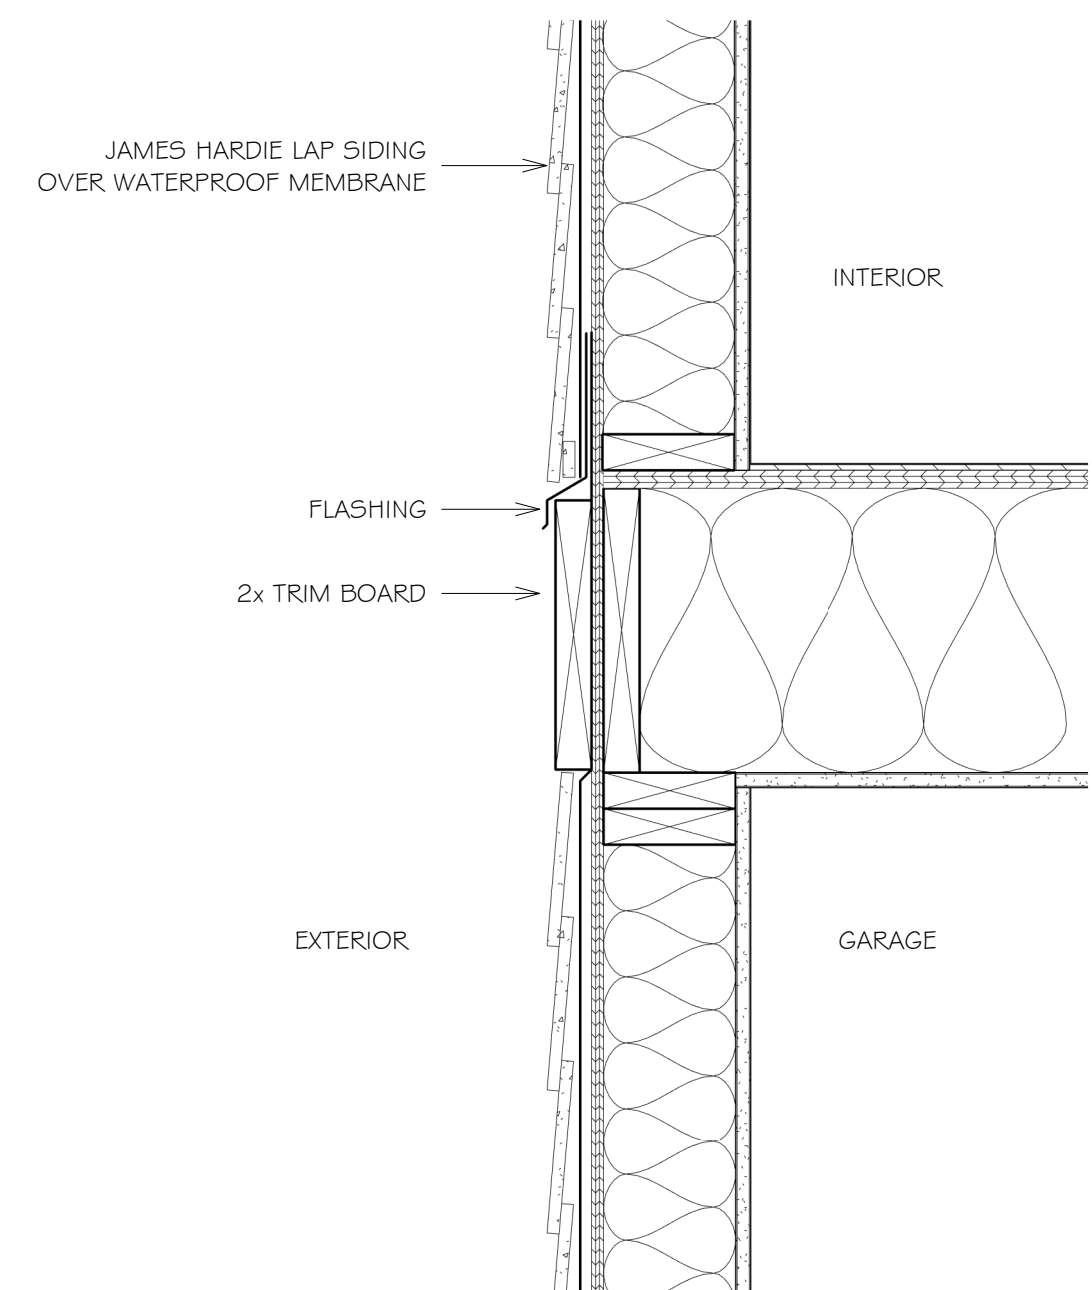 JAMES HARDIE LAP SIDING
OVER WATERPROOF MEMBRANE
INTERIOR
FLASHING
2x TRIM BOARD
EXTERIOR
GARAGE